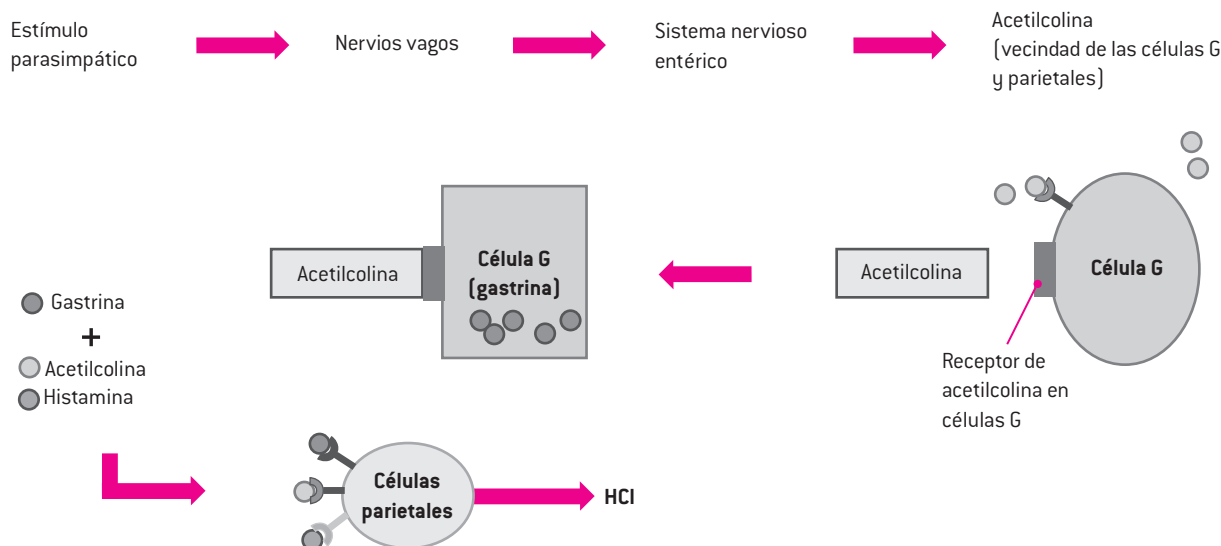 Estímulo
parasimpático
Nervios vagos
Sistema nervioso
entérico
Acetilcolina
(vecindad de las células G
y parietales)
Acetilcolina
Célula G
(gastrina)
Acetilcolina
Célula G
Receptor de
acetilcolina en
células G
Gastrina
+
Acetilcolina
Histamina
Células
parietales
HCl